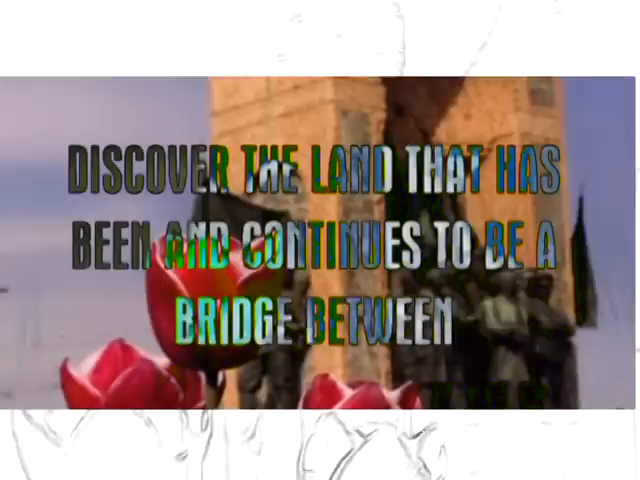 DISCOVER THE LAND THAT HAS
BEEN AND CONTINUES TO BE A
BRIDGE BETWEEN